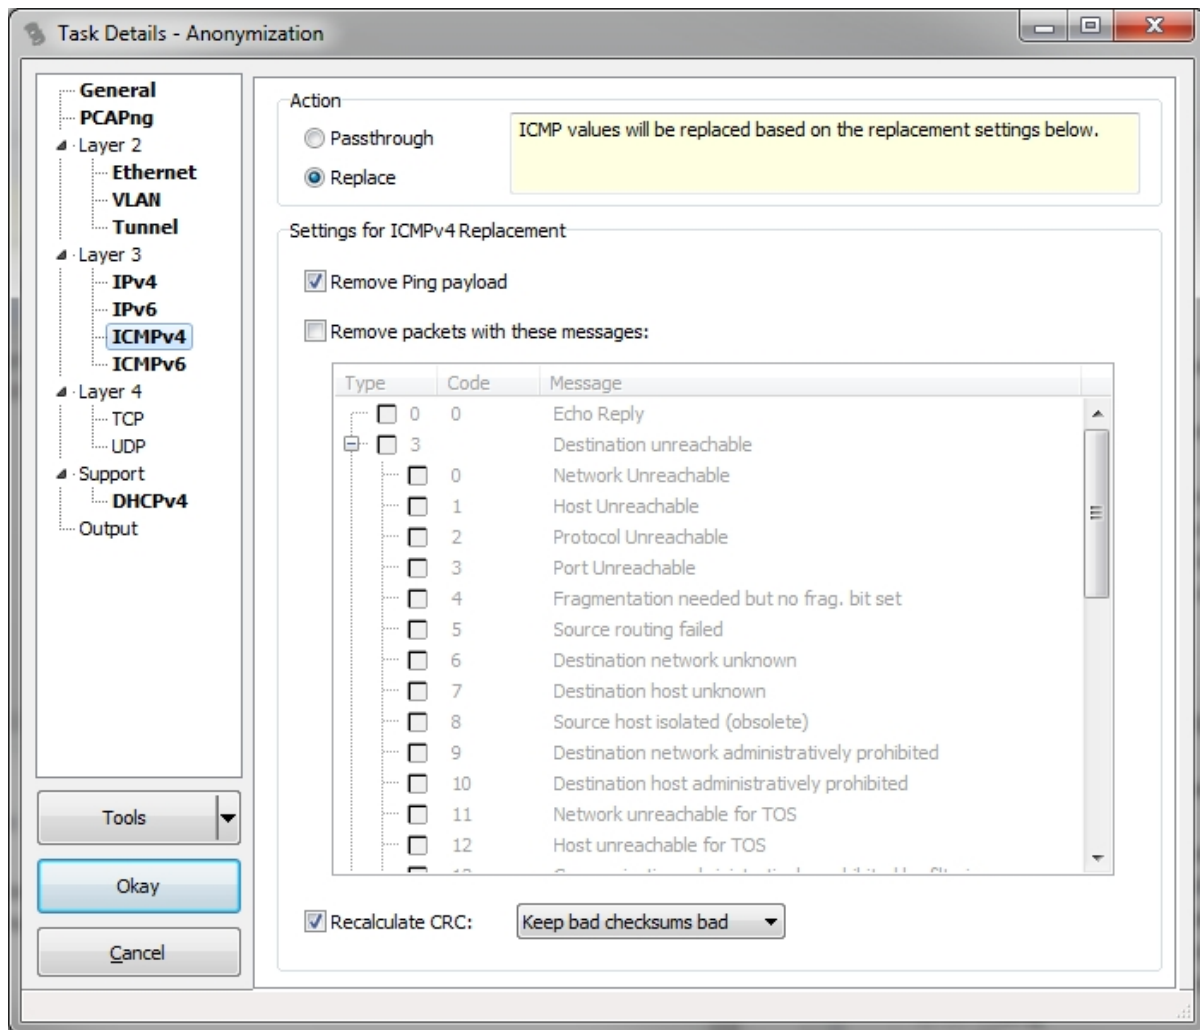 Task Details - Anonymization
General
PCAPng
Layer 2
Ethernet
VLAN
Tunnel
Layer 3
IPv4
IPv6
ICMPv4
ICMPv6
Layer 4
TCP
UDP
Support
DHCPv4
Output
Tools
Okay
Cancel
Action
Passthrough
Replace
ICMP values will be replaced based on the replacement settings below.
Settings for ICMPv4 Replacement
Remove Ping payload
Remove packets with these messages:
Type Code Message
0 0 Echo Reply
3 Destination unreachable
0 Network Unreachable
1 Host Unreachable
2 Protocol Unreachable
3 Port Unreachable
4 Fragmentation needed but no frag. bit set
5 Source routing failed
6 Destination network unknown
7 Destination host unknown
8 Source host isolated (obsolete)
9 Destination network administratively prohibited
10 Destination host administratively prohibited
11 Network unreachable for TOS
12 Host unreachable for TOS
Recalculate CRC: Keep bad checksums bad